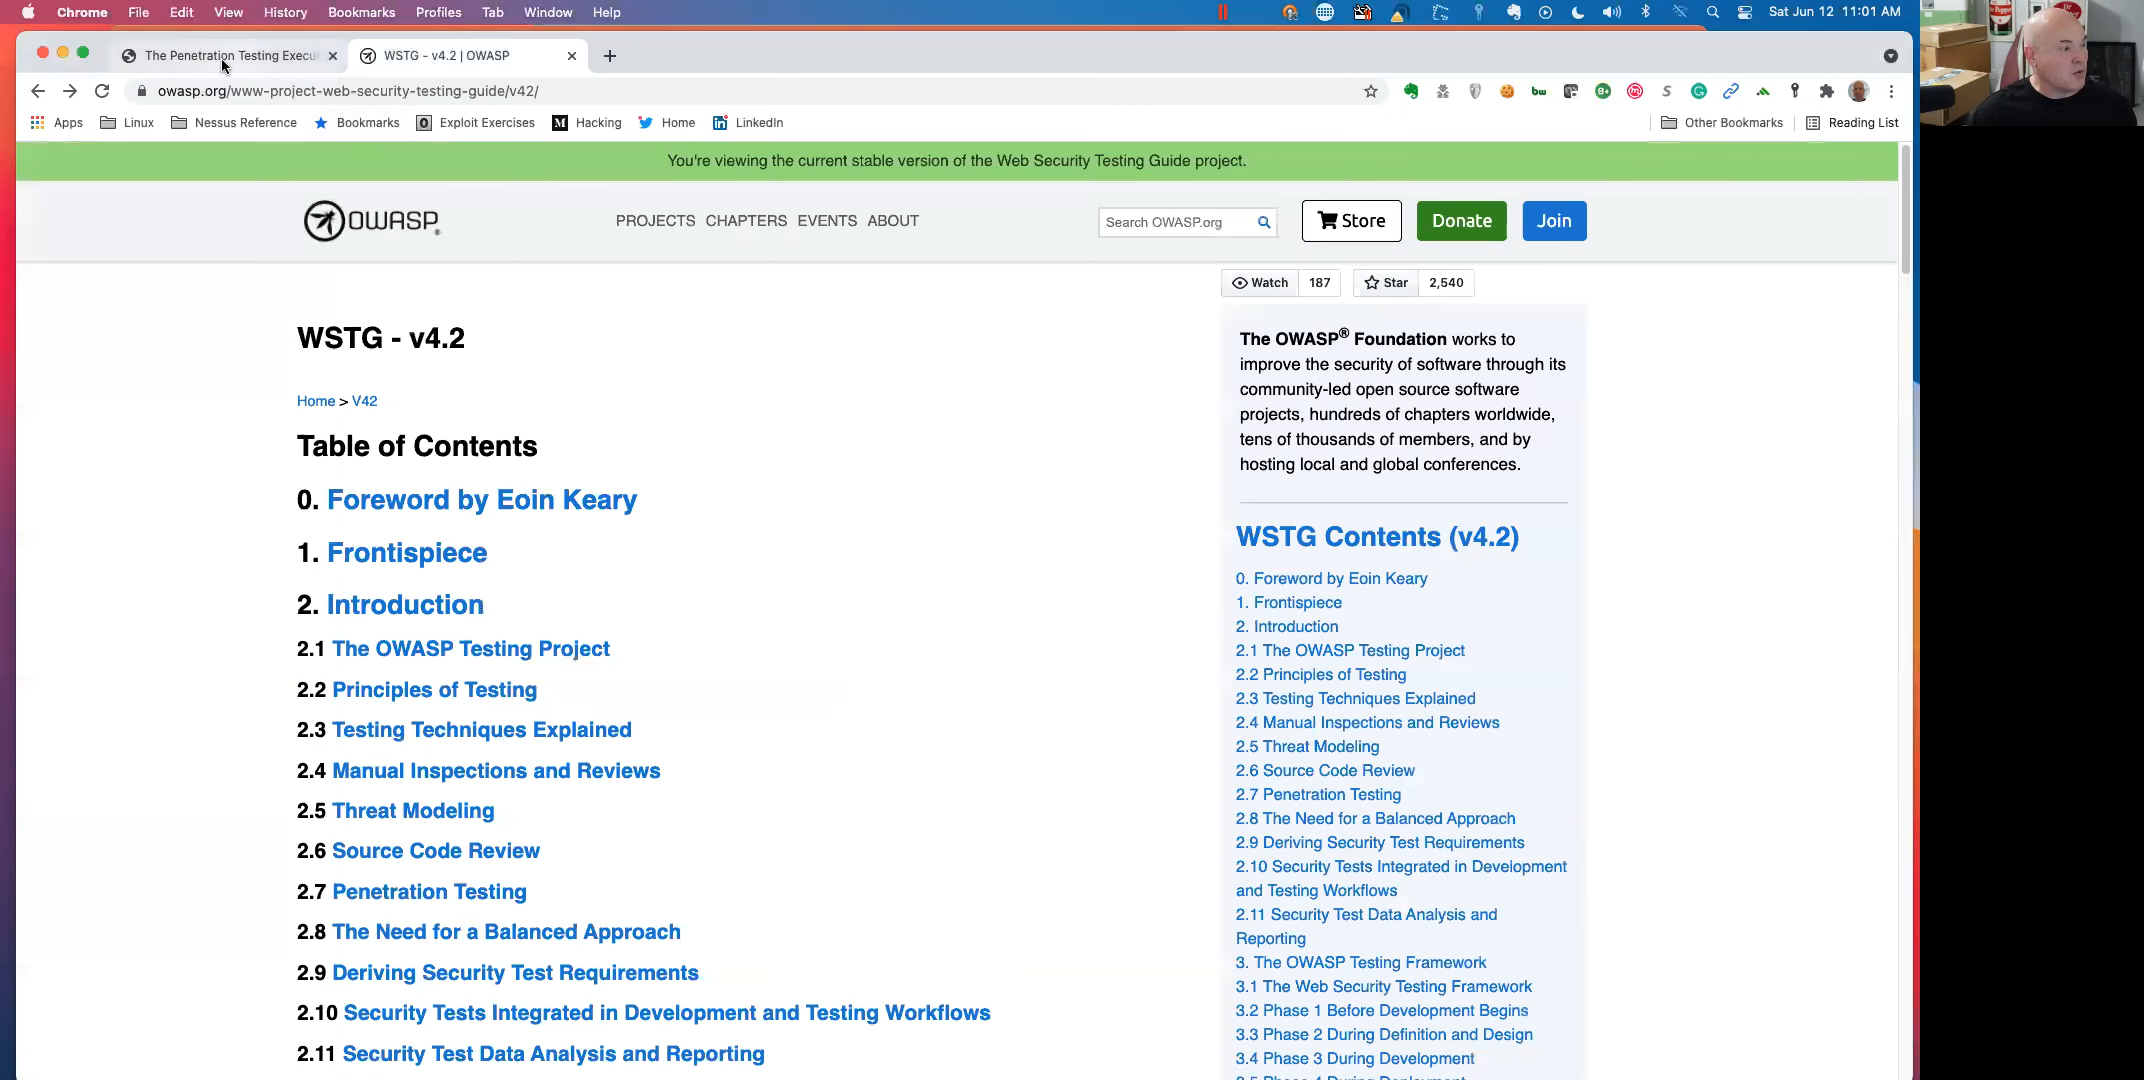 Chrome File Edit View History Bookmarks Profiles Tab Window Help Sat Jun 12 11:01 AM
The Penetration Testing Execu WSTG - v4.2 | OWASP
owasp.org/www-project-web-security-testing-guide/v42/
Apps Linux Nessus Reference Bookmarks Exploit Exercises Hacking Home LinkedIn Other Bookmarks Reading List
You're viewing the current stable version of the Web Security Testing Guide project.
OWASP PROJECTS CHAPTERS EVENTS ABOUT Search OWASP.org Store Donate Join
Watch 187 Star 2,540
WSTG - v4.2
Home > V42
Table of Contents
0. Foreword by Eoin Keary
1. Frontispiece
2. Introduction
2.1 The OWASP Testing Project
2.2 Principles of Testing
2.3 Testing Techniques Explained
2.4 Manual Inspections and Reviews
2.5 Threat Modeling
2.6 Source Code Review
2.7 Penetration Testing
2.8 The Need for a Balanced Approach
2.9 Deriving Security Test Requirements
2.10 Security Tests Integrated in Development and Testing Workflows
2.11 Security Test Data Analysis and Reporting
The OWASP® Foundation works to
improve the security of software through its
community-led open source software
projects, hundreds of chapters worldwide,
tens of thousands of members, and by
hosting local and global conferences.
WSTG Contents (v4.2)
0. Foreword by Eoin Keary
1. Frontispiece
2. Introduction
2.1 The OWASP Testing Project
2.2 Principles of Testing
2.3 Testing Techniques Explained
2.4 Manual Inspections and Reviews
2.5 Threat Modeling
2.6 Source Code Review
2.7 Penetration Testing
2.8 The Need for a Balanced Approach
2.9 Deriving Security Test Requirements
2.10 Security Tests Integrated in Development
and Testing Workflows
2.11 Security Test Data Analysis and
Reporting
3. The OWASP Testing Framework
3.1 The Web Security Testing Framework
3.2 Phase 1 Before Development Begins
3.3 Phase 2 During Definition and Design
3.4 Phase 3 During Development